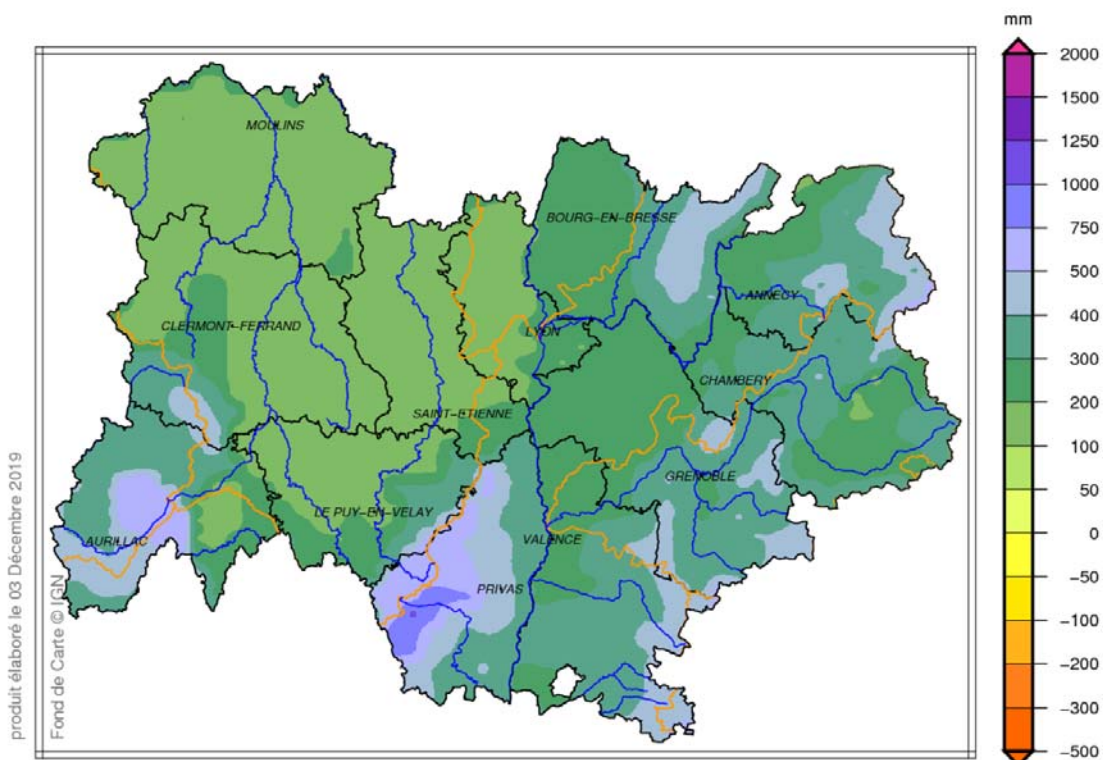 mm
2000
1500
1250
1000
750
500
400
300
200
100
50
0
−50
−100
−200
−300
−500
MOULINS
BOURG−EN−BRESSE
ANNECY
CLERMONT−FERRAND
LYON
CHAMBERY
SAINT−ETIENNE
GRENOBLE
LE PUY−EN−VELAY
AURILLAC
VALENCE
PRIVAS
produit élaboré le 03 Décembre 2019
Fond de Carte © IGN